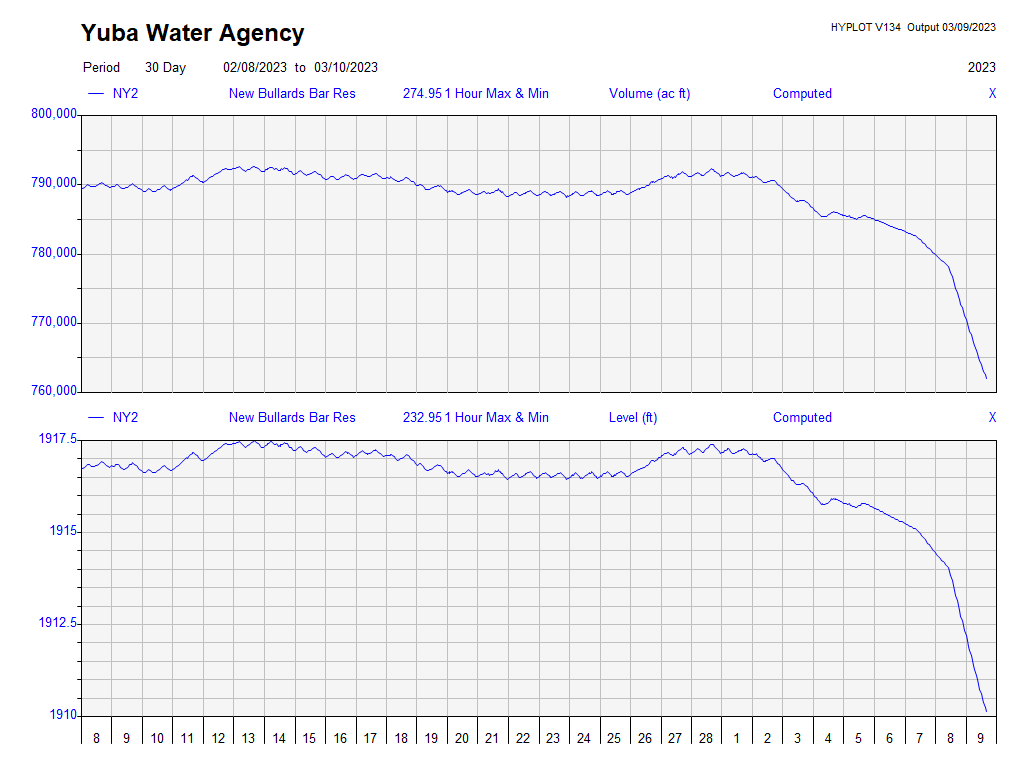 Yuba Water Agency
HYPLOT V134 Output 03/09/2023
Period 30 Day 02/08/2023 to 03/10/2023 2023
NY2 New Bullards Bar Res 274.95 1 Hour Max & Min Volume (ac ft) Computed X
800,000
790,000
780,000
770,000
760,000
NY2 New Bullards Bar Res 232.95 1 Hour Max & Min Level (ft) Computed X
1917.5
1915
1912.5
1910
8 9 10 11 12 13 14 15 16 17 18 19 20 21 22 23 24 25 26 27 28 1 2 3 4 5 6 7 8 9